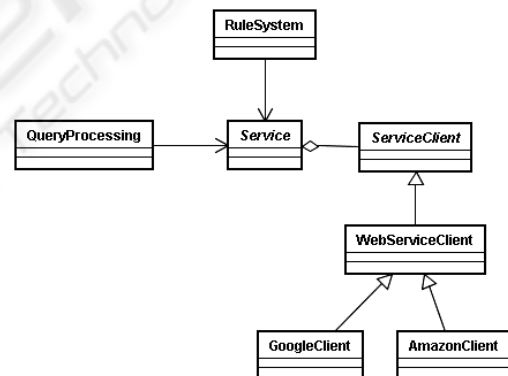 RuleSystem
QueryProcessing
Service
ServiceClient
WebServiceClient
GoogleClient
AmazonClient